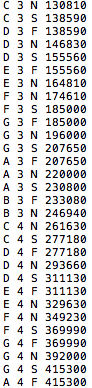 C 3 N 130810
C 3 S 138590
D 3 F 138590
D 3 N 146830
D 3 S 155560
E 3 F 155560
E 3 N 164810
F 3 N 174610
F 3 S 185000
G 3 F 185000
G 3 N 196000
G 3 S 207650
A 3 F 207650
A 3 N 220000
A 3 S 230800
B 3 F 233080
B 3 N 246940
C 4 N 261630
C 4 S 277180
D 4 F 277180
D 4 N 293660
D 4 S 311130
E 4 F 311130
E 4 N 329630
F 4 N 349230
F 4 S 369990
G 4 F 369990
G 4 N 392000
G 4 S 415300
A 4 F 415300